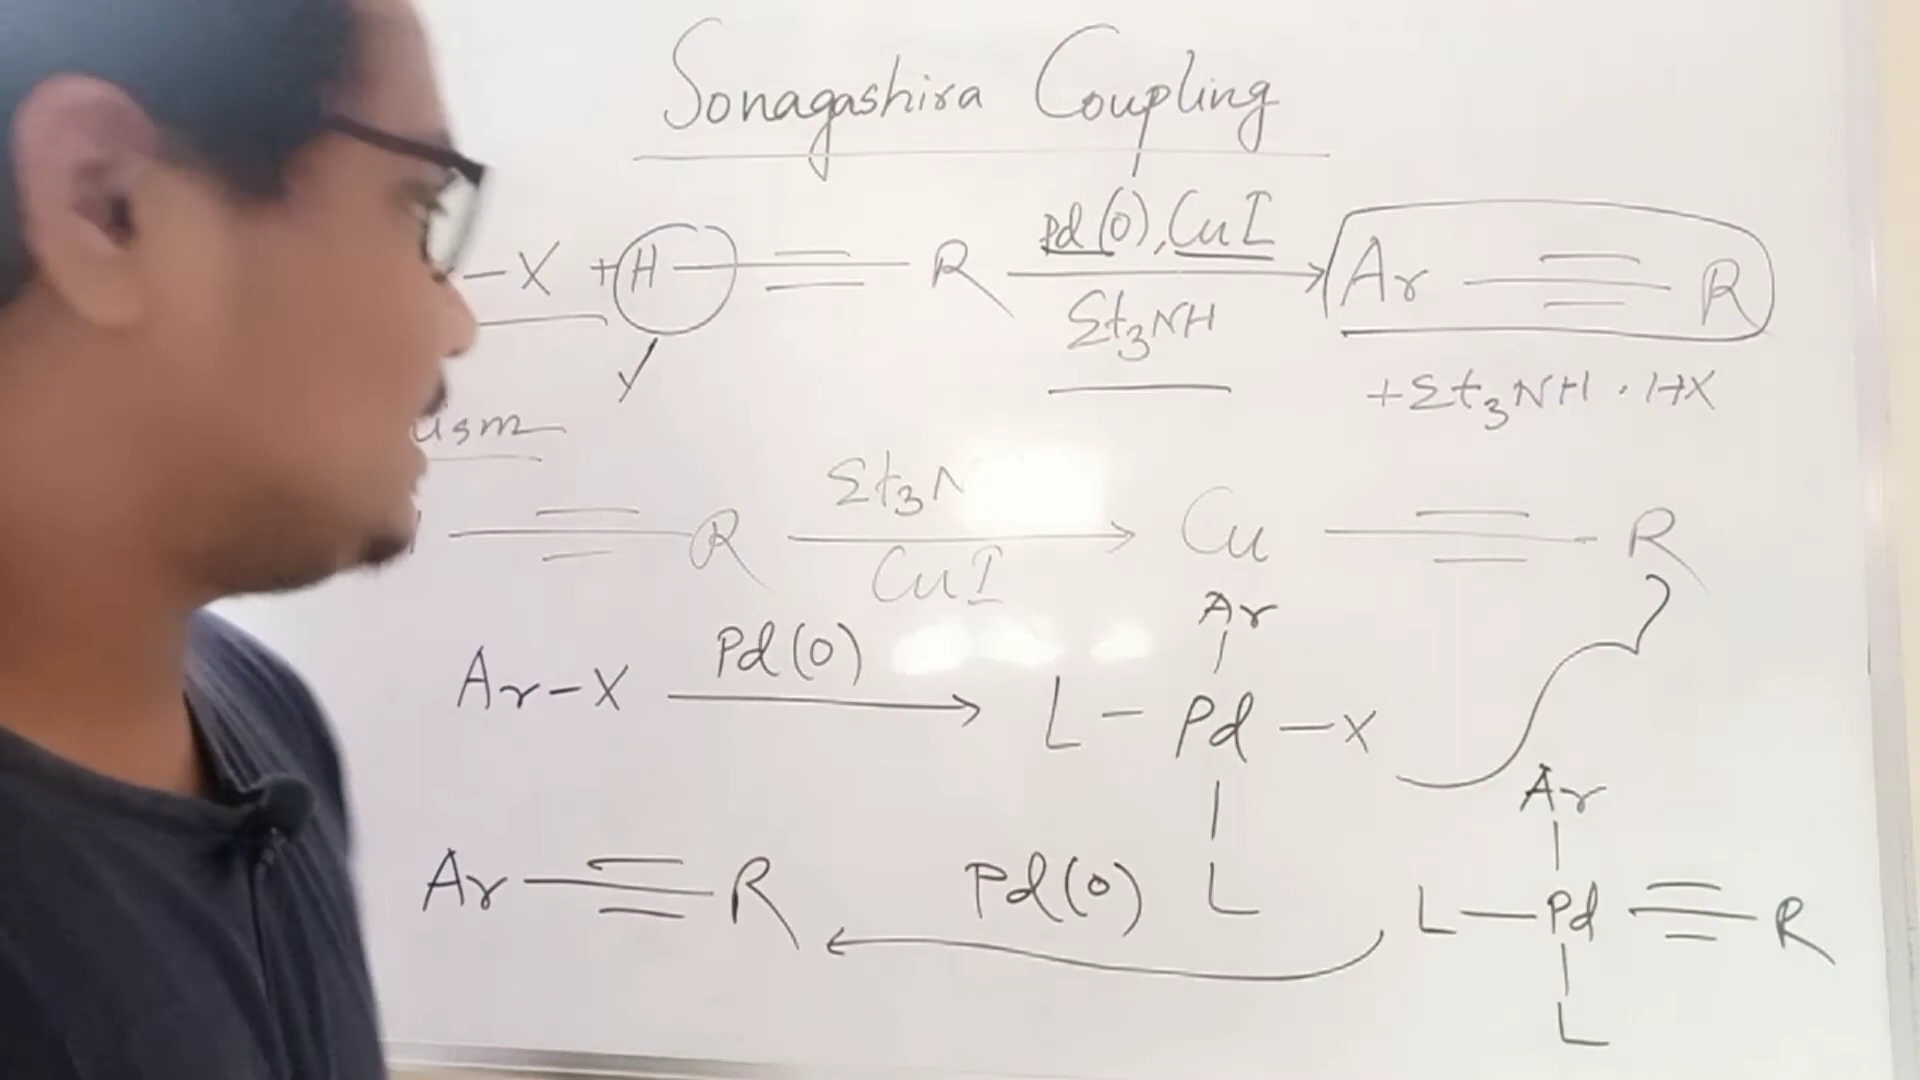 Sonagashira Coupling
-X + H-≡-R Pd(0), CuI Et3NH → Ar-≡-R
+ Et3NH . HX
-≡-R Et3N CuI → Cu-≡-R
Ar-X Pd(0) → L-Pd-X
Ar
L
Ar-≡-R Pd(0) ← L-Pd-≡-R
Ar
L